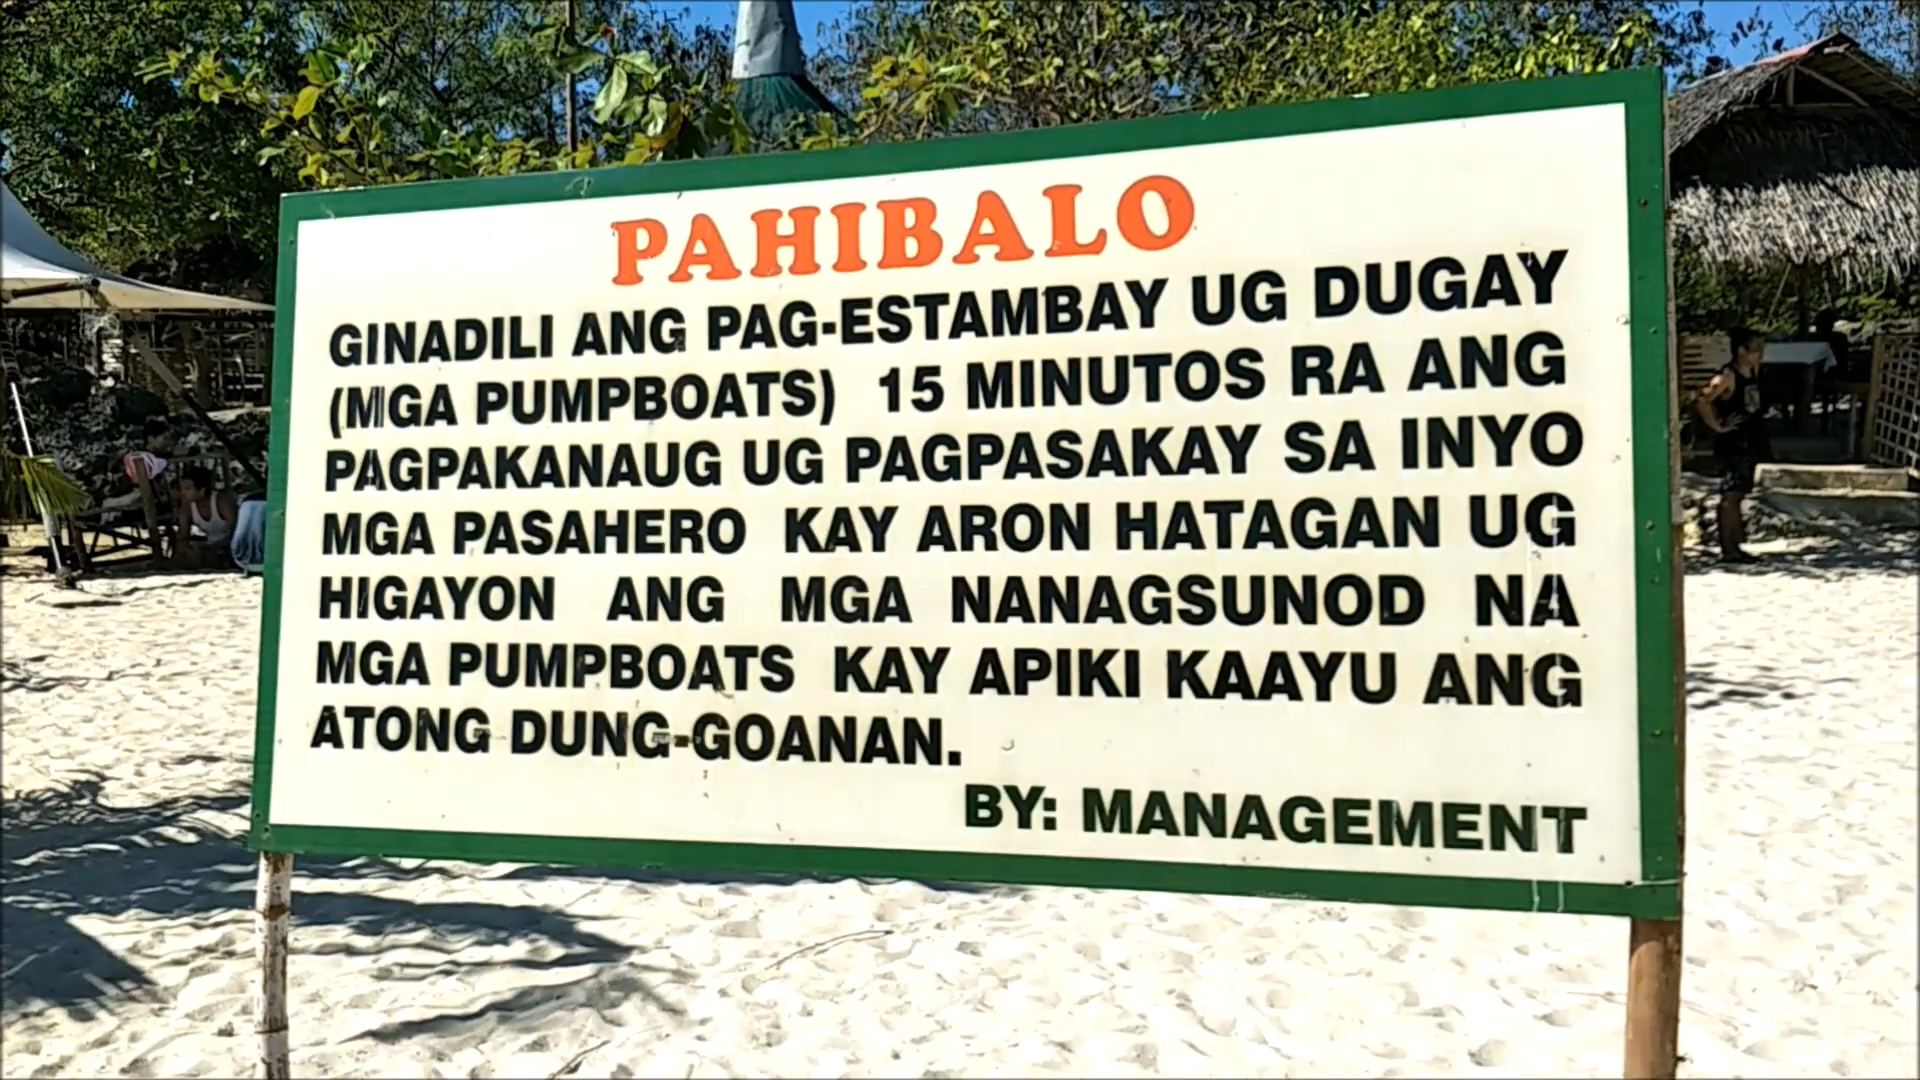 PAHIBALO
GINADILI ANG PAG-ESTAMBAY UG DUGAY
(MGA PUMPBOATS) 15 MINUTOS RA ANG
PAGPAKANAUG UG PAGPASAKAY SA INYO
MGA PASAHERO KAY ARON HATAGAN UG
HIGAYON ANG MGA NANAGSUNOD NA
MGA PUMPBOATS KAY APIKI KAAYU ANG
ATONG DUNG-GOANAN.
BY: MANAGEMENT